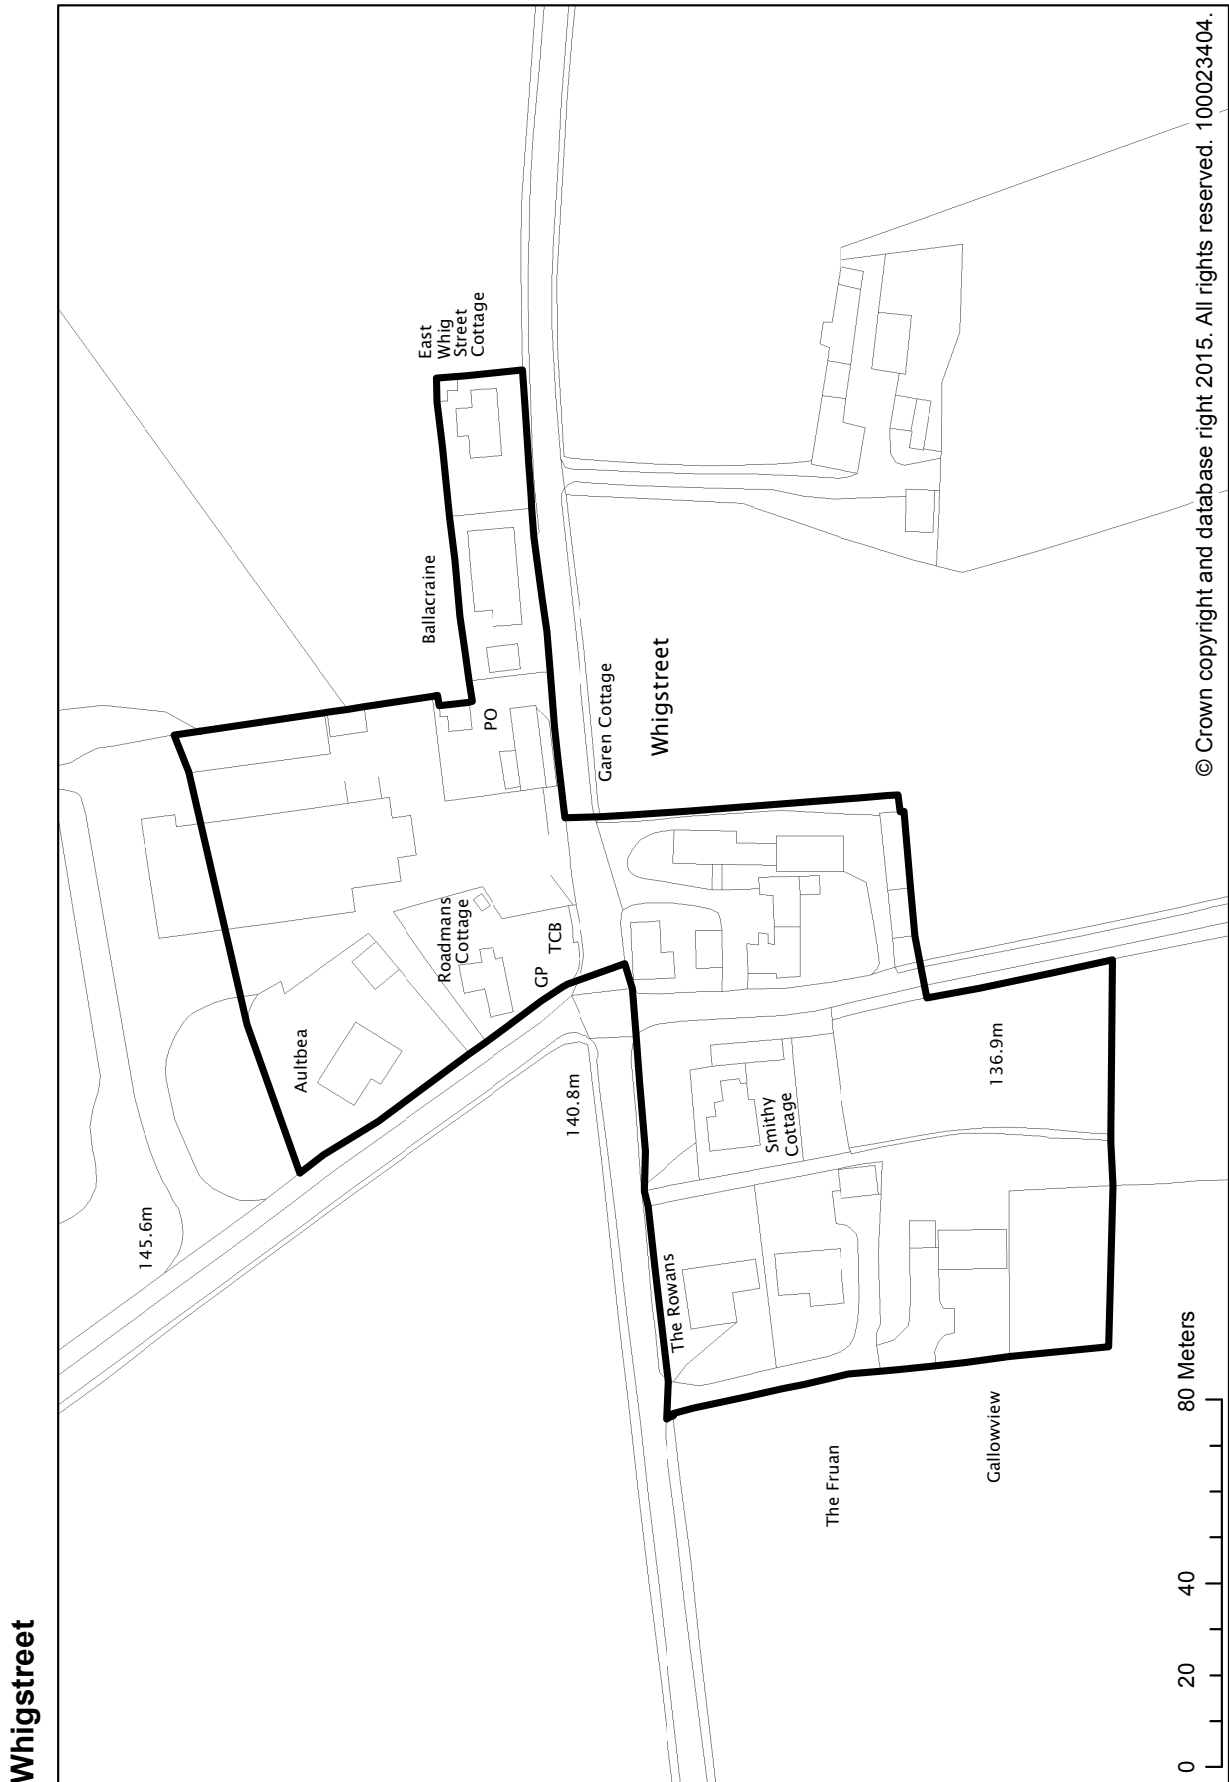 Whigstreet
145.6m
Aultbea
Roadmans
Cottage
GP
TCB
PO
Ballacraine
East
Whig
Street
Cottage
140.8m
Garen Cottage
Whigstreet
The Rowans
Smithy
Cottage
136.9m
The Fruan
Gallowview
0 20 40 80 Meters
© Crown copyright and database right 2015. All rights reserved. 100023404.